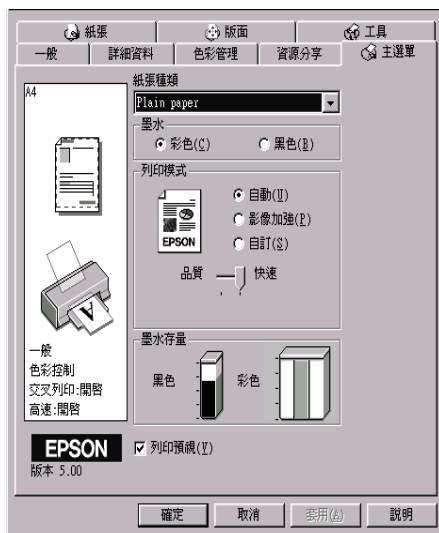 紙張 版面 工具
一般 詳細資料 色彩管理 資源分享 主選單
A4
紙張種類
Plain paper
墨水
彩色(C) 黑色(B)
列印模式
自動(U)
影像加強(P)
自訂(S)
EPSON
品質 快速
墨水存量
黑色 彩色
一般
色彩控制
交叉列印:開啓
高速:開啓
EPSON
版本 5.00
列印預視(V)
確定 取消 套用(A) 說明